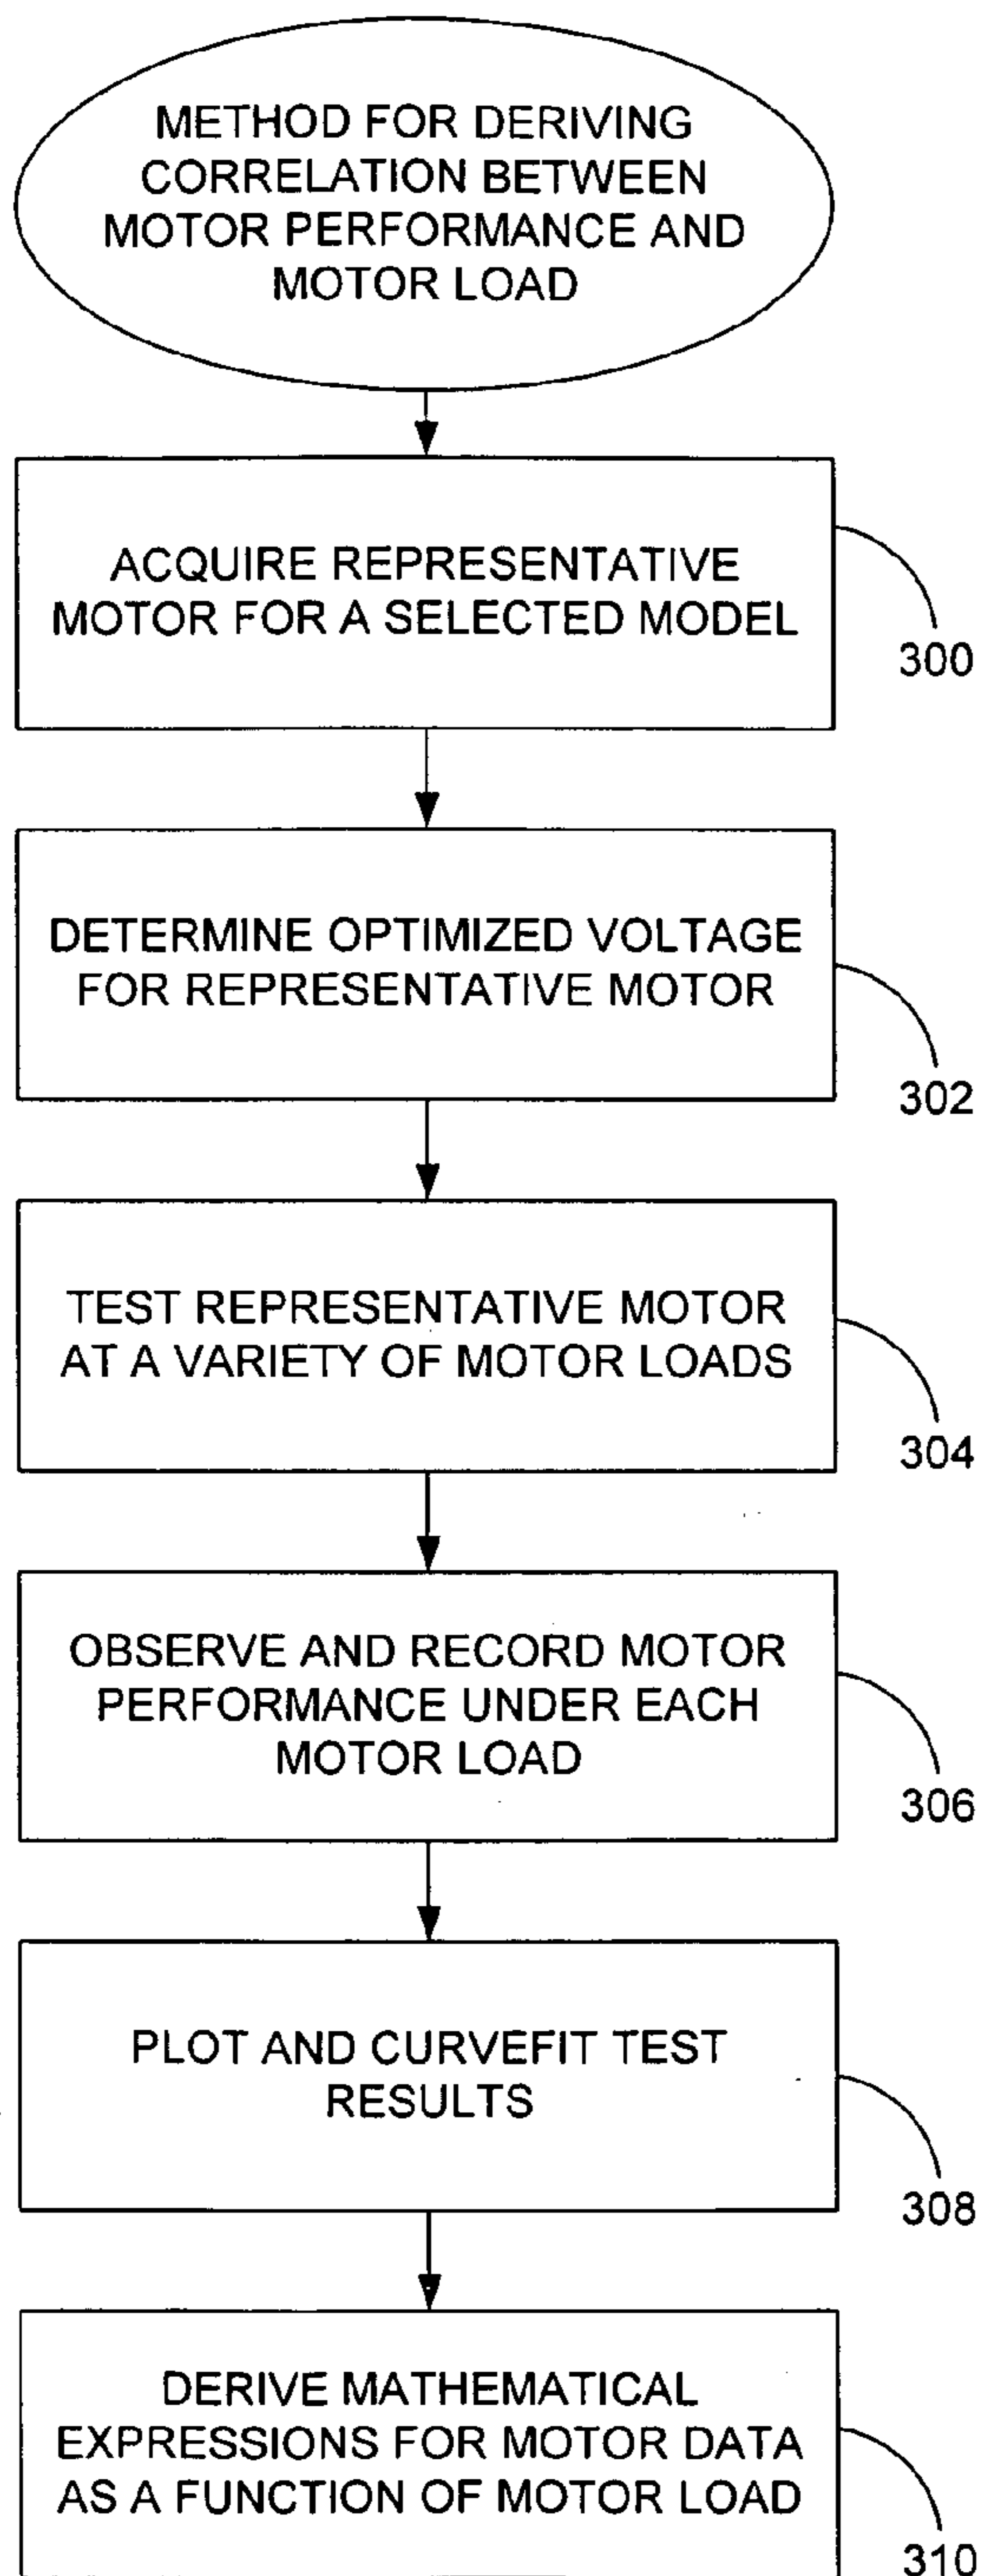 METHOD FOR DERIVING
CORRELATION BETWEEN
MOTOR PERFORMANCE AND
MOTOR LOAD
ACQUIRE REPRESENTATIVE
MOTOR FOR A SELECTED MODEL
300
DETERMINE OPTIMIZED VOLTAGE
FOR REPRESENTATIVE MOTOR
302
TEST REPRESENTATIVE MOTOR
AT A VARIETY OF MOTOR LOADS
304
OBSERVE AND RECORD MOTOR
PERFORMANCE UNDER EACH
MOTOR LOAD
306
PLOT AND CURVEFIT TEST
RESULTS
308
DERIVE MATHEMATICAL
EXPRESSIONS FOR MOTOR DATA
AS A FUNCTION OF MOTOR LOAD
310